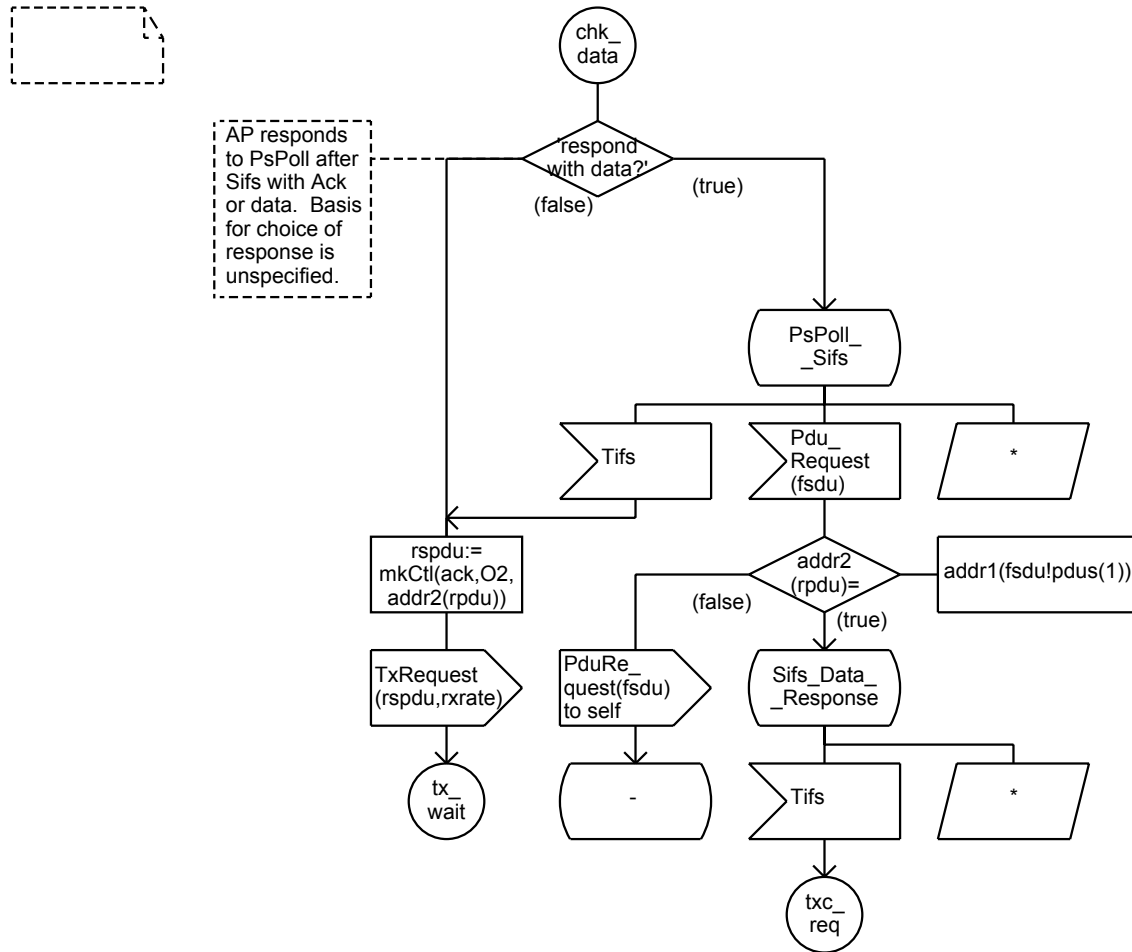 chk_
data
AP responds
to PsPoll after
Sifs with Ack
or data.  Basis
for choice of
response is
unspecified.
'respond
with data?'
(false)
(true)
PsPoll_
_Sifs
Tifs
Pdu_
Request
(fsdu)
*
rspdu:=
mkCtl(ack,O2,
addr2(rpdu))
addr2
(rpdu)=
addr1(fsdu!pdus(1))
(false)
(true)
TxRequest
(rspdu,rxrate)
PduRe_
quest(fsdu)
to self
Sifs_Data_
_Response
tx_
wait
-
Tifs
*
txc_
req